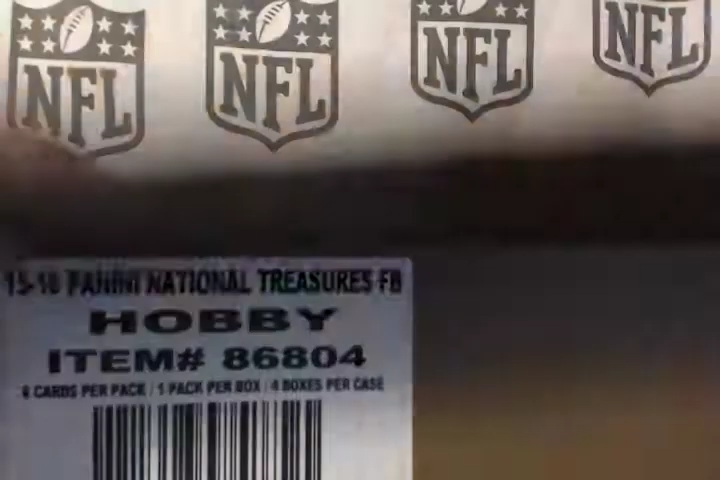 NFL NFL NFL NFL
15-16 PANINI NATIONAL TREASURES FB
HOBBY
ITEM# 86804
CARDS PER PACK / 1 PACK PER BOX / 4 BOXES PER CASE